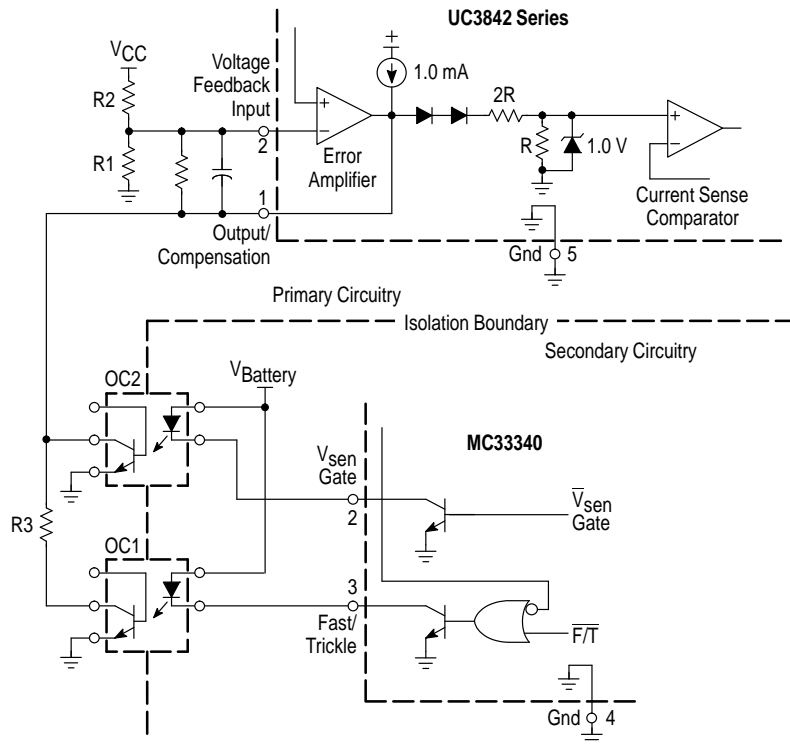 UC3842 Series
VCC
R2
R1
Voltage
Feedback
Input
2
+
1.0 mA
+
–
Error
Amplifier
2R
R
1.0 V
+
–
Current Sense
Comparator
1
Output/
Compensation
Gnd 5
Primary Circuitry
Isolation Boundary
Secondary Circuitry
OC2
VBattery
MC33340
Vsen
Gate
2
V̅sen
Gate
R3
OC1
3
Fast/
Trickle
F̅/̅T̅
Gnd 4